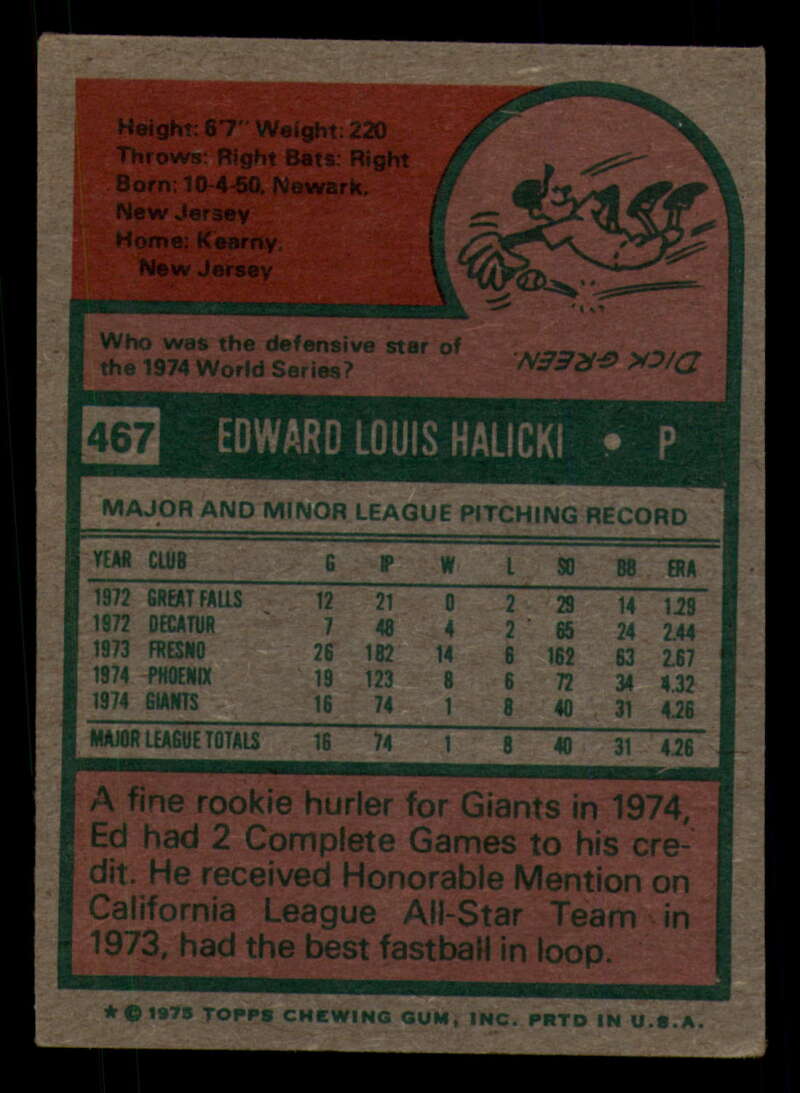 Height: 6'7" Weight: 220
Throws: Right Bats: Right
Born: 10-4-50, Newark,
New Jersey
Home: Kearny,
New Jersey
Who was the defensive star of
the 1974 World Series?
DICK GREEN.
467 EDWARD LOUIS HALICKI • P
MAJOR AND MINOR LEAGUE PITCHING RECORD
YEAR CLUB G IP W L SO BB ERA
1972 GREAT FALLS 12 21 0 2 29 14 1.29
1972 DECATUR 7 48 4 2 65 24 2.44
1973 FRESNO 26 182 14 6 162 63 2.67
1974 PHOENIX 19 123 8 6 72 34 4.32
1974 GIANTS 16 74 1 8 40 31 4.26
MAJOR LEAGUE TOTALS 16 74 1 8 40 31 4.26
A fine rookie hurler for Giants in 1974,
Ed had 2 Complete Games to his cre-
dit. He received Honorable Mention on
California League All-Star Team in
1973, had the best fastball in loop.
★ © 1975 TOPPS CHEWING GUM, INC. PRTD IN U.S.A.